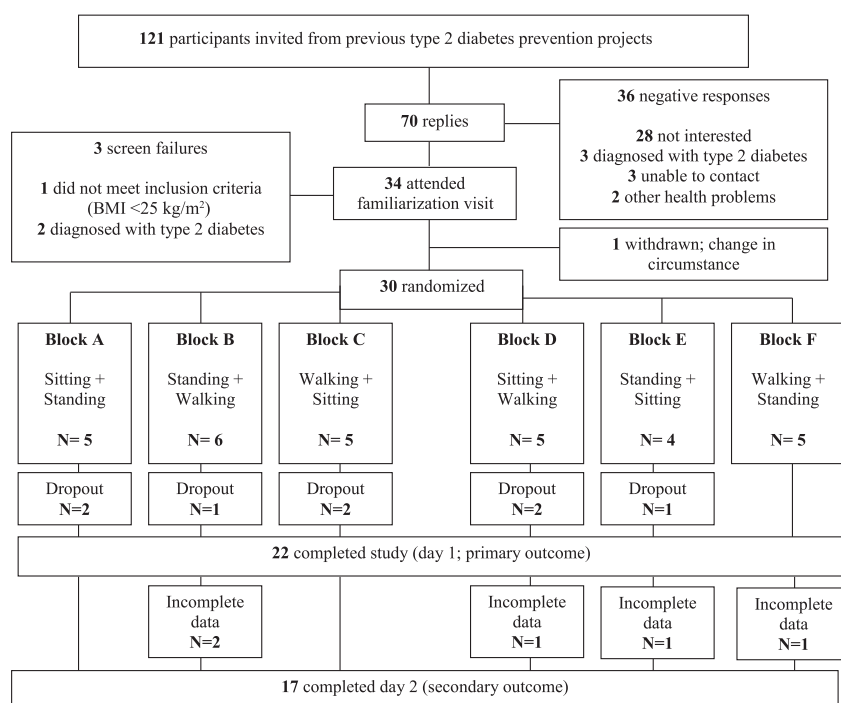 121 participants invited from previous type 2 diabetes prevention projects
70 replies
36 negative responses
28 not interested
3 diagnosed with type 2 diabetes
3 unable to contact
2 other health problems
3 screen failures
1 did not meet inclusion criteria
(BMI <25 kg/m²)
2 diagnosed with type 2 diabetes
34 attended
familiarization visit
1 withdrawn; change in
circumstance
30 randomized
Block A
Sitting +
Standing
N= 5
Block B
Standing +
Walking
N= 6
Block C
Walking +
Sitting
N= 5
Block D
Sitting +
Walking
N= 5
Block E
Standing +
Sitting
N= 4
Block F
Walking +
Standing
N= 5
Dropout
N=2
Dropout
N=1
Dropout
N=2
Dropout
N=2
Dropout
N=1
22 completed study (day 1; primary outcome)
Incomplete
data
N=2
Incomplete
data
N=1
Incomplete
data
N=1
Incomplete
data
N=1
17 completed day 2 (secondary outcome)